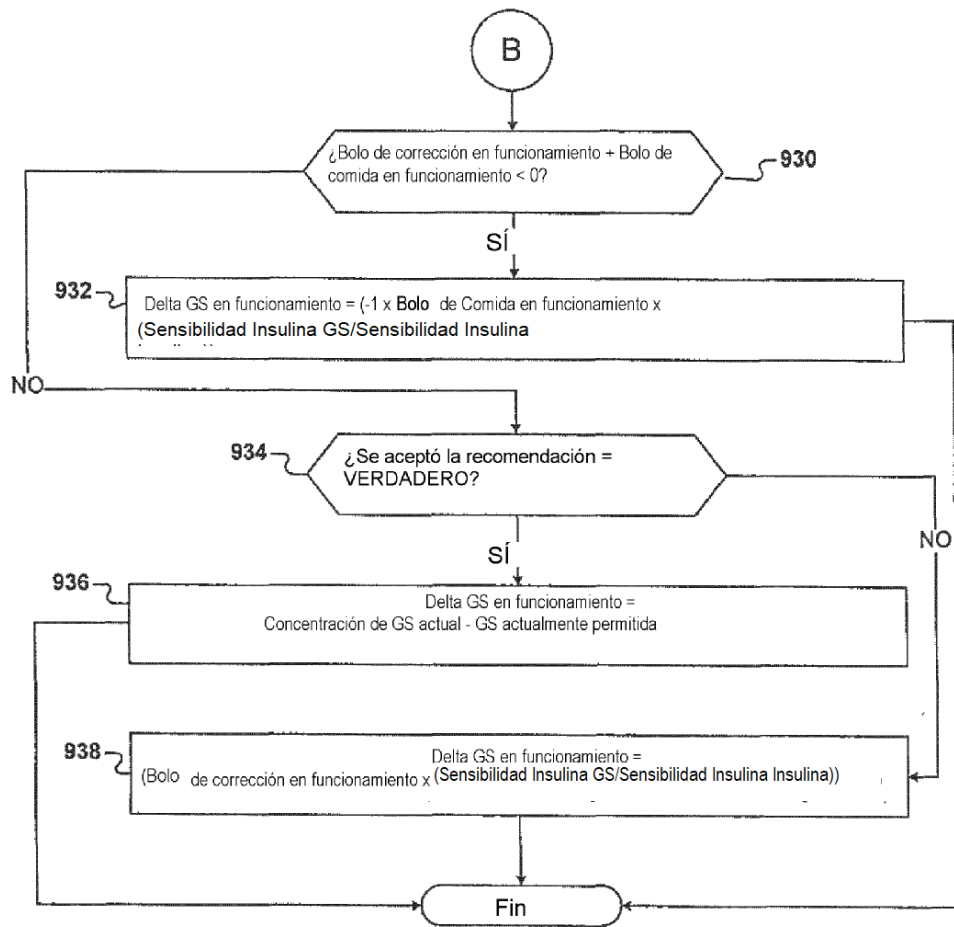 B
¿Bolo de corrección en funcionamiento + Bolo de
comida en funcionamiento < 0?
930
SÍ
932
Delta GS en funcionamiento = (-1 x Bolo de Comida en funcionamiento x
(Sensibilidad Insulina GS/Sensibilidad Insulina
NO
934
¿Se aceptó la recomendación =
VERDADERO?
NO
SÍ
936
Delta GS en funcionamiento =
Concentración de GS actual - GS actualmente permitida
938
Delta GS en funcionamiento =
(Bolo de corrección en funcionamiento x (Sensibilidad Insulina GS/Sensibilidad Insulina Insulina))
Fin